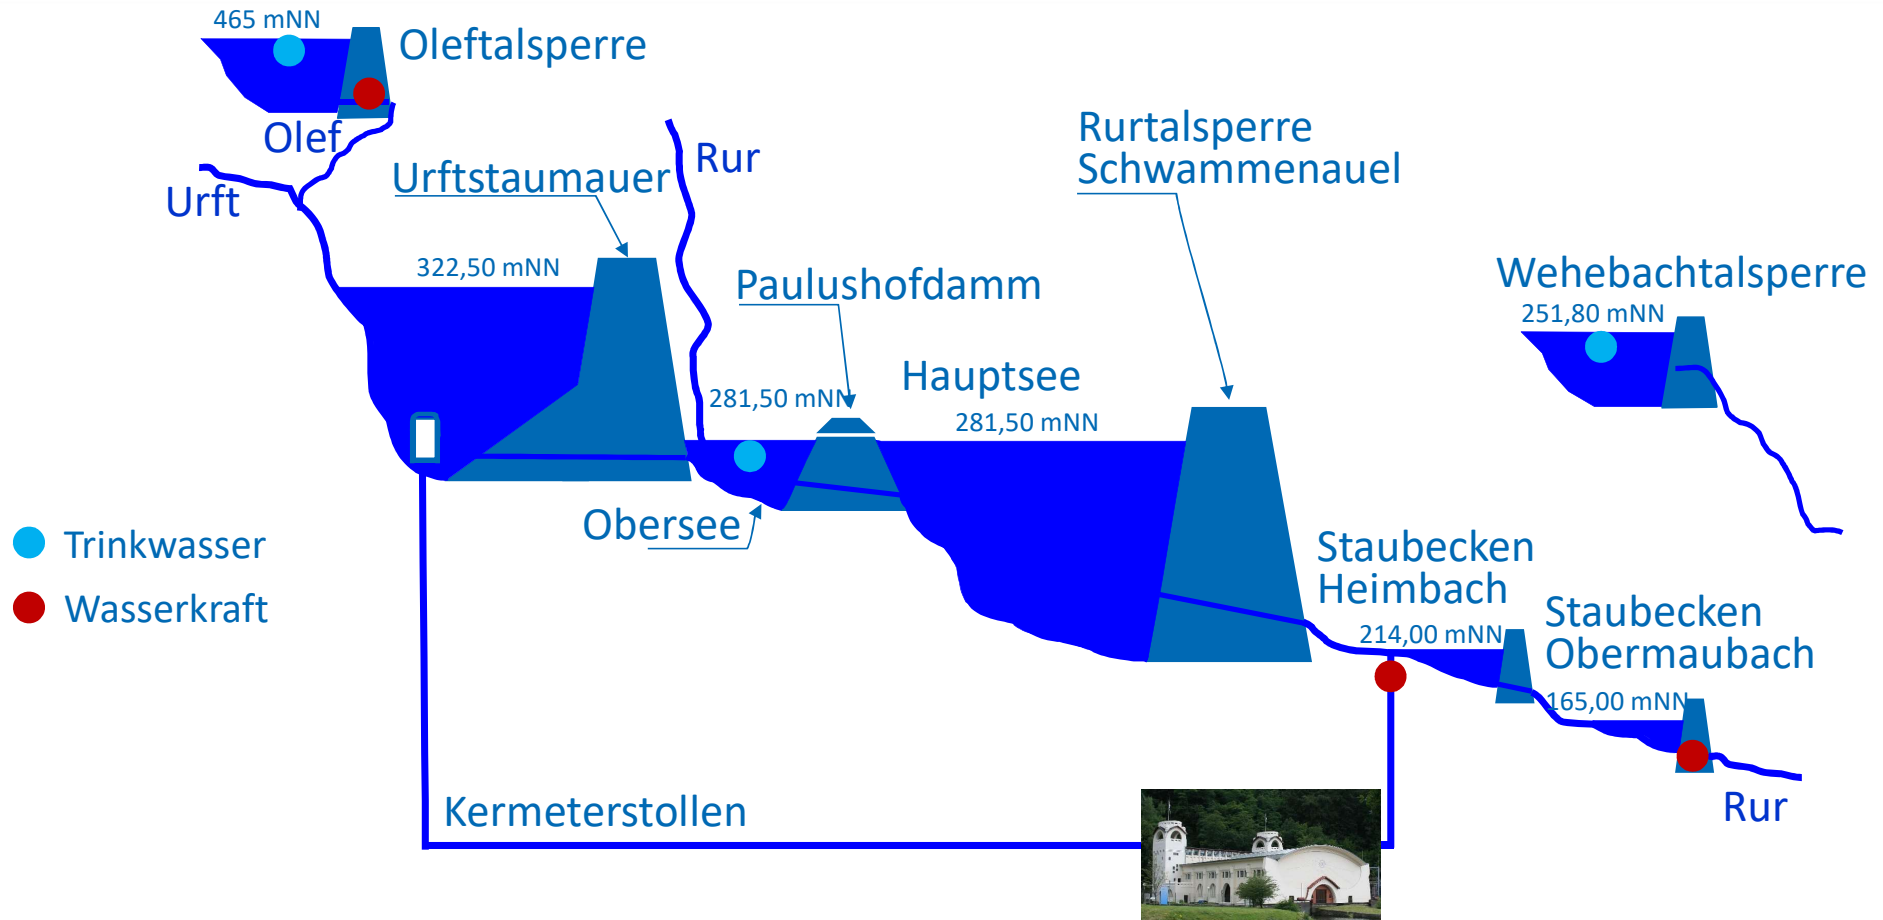 465 mNN
Oleftalsperre
Olef
Urft
Urftstaumauer
Rur
Rurtalsperre
Schwammenauel
322,50 mNN
Paulushofdamm
Wehebachtalsperre
251,80 mNN
Hauptsee
281,50 mNN
281,50 mNN
Obersee
Trinkwasser
Wasserkraft
Staubecken
Heimbach
214,00 mNN
Staubecken
Obermaubach
165,00 mNN
Kermeterstollen
Rur